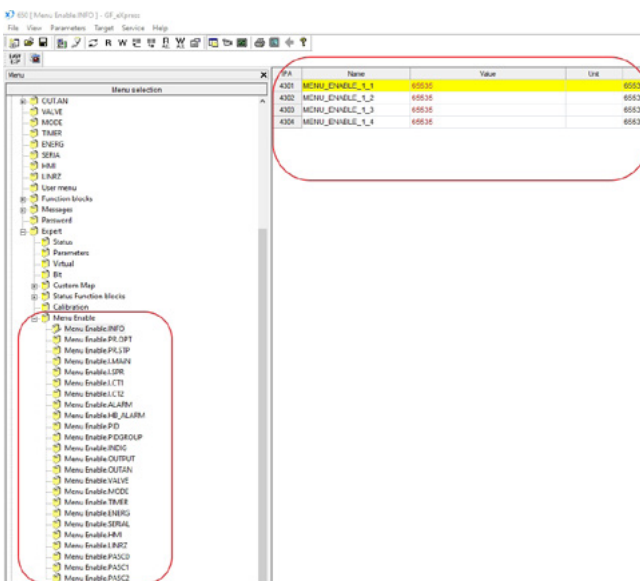 650 [ Menu Enable.INFO ] - GF_eXpress
File View Parameters Target Service Help
R W
Menu
Menu selection
OUT.AN
VALVE
MODE
TIMER
ENERG
SERIA
HMI
LINRZ
User menu
Function blocks
Messages
Password
Expert
Status
Parameters
Virtual
Bit
Custom Map
Status Function blocks
Calibration
Menu Enable
Menu Enable.INFO
Menu Enable.PR.OPT
Menu Enable.PR.STP
Menu Enable.I.MAIN
Menu Enable.I.SPR
Menu Enable.I.CT1
Menu Enable.I.CT2
Menu Enable.ALARM
Menu Enable.HB_ALARM
Menu Enable.PID
Menu Enable.PIDGROUP
Menu Enable.INDIG
Menu Enable.OUTPUT
Menu Enable.OUTAN
Menu Enable.VALVE
Menu Enable.MODE
Menu Enable.TIMER
Menu Enable.ENERG
Menu Enable.SERIAL
Menu Enable.HMI
Menu Enable.LINRZ
Menu Enable.PASC0
Menu Enable.PASC1
Menu Enable.PASC2
IPA Name Value Unit
4301 MENU_ENABLE_1_1 65535 6553
4302 MENU_ENABLE_1_2 65535 6553
4303 MENU_ENABLE_1_3 65535 6553
4304 MENU_ENABLE_1_4 65535 6553